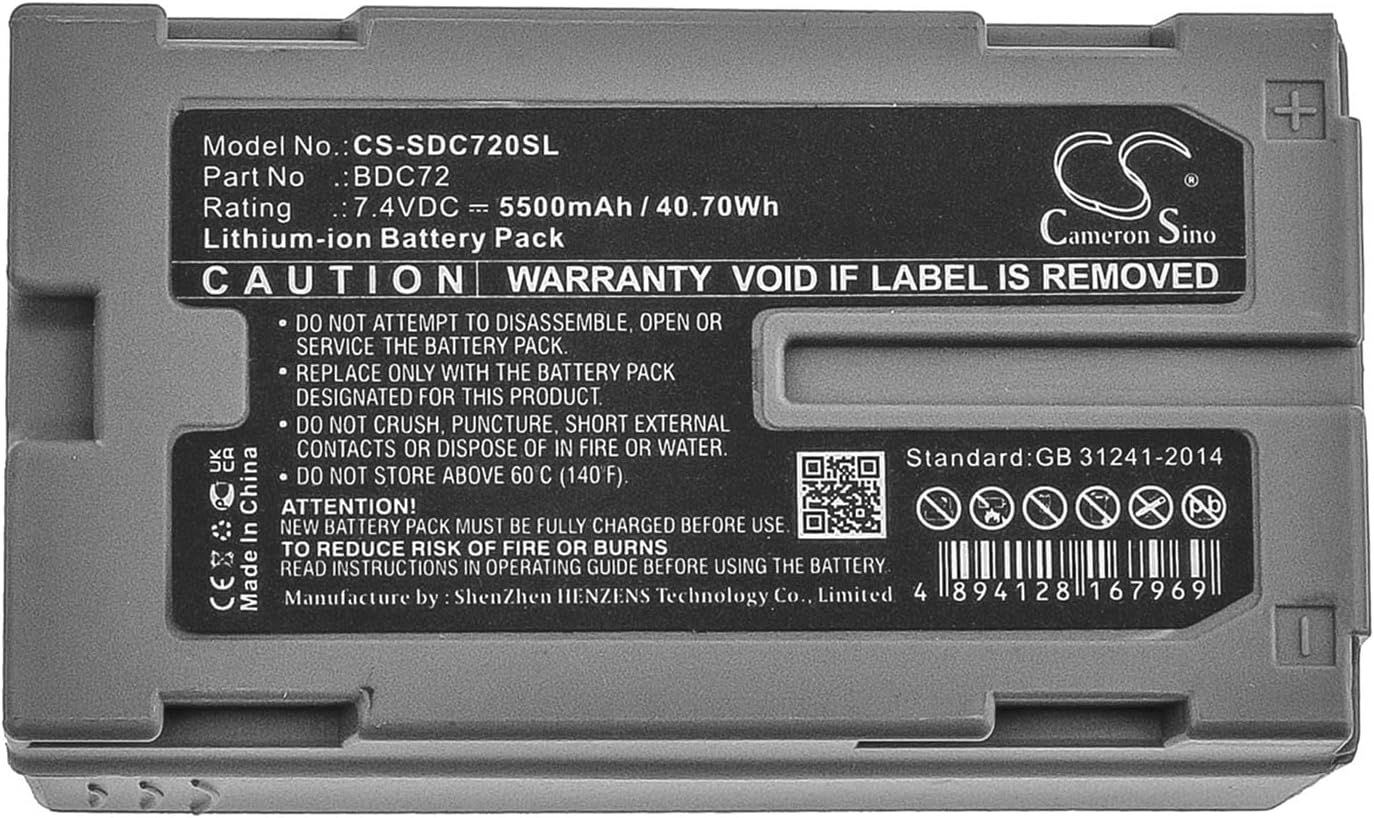 Model No.:CS-SDC720SL
Part No .:BDC72
Rating .:7.4VDC ⎓ 5500mAh / 40.70Wh
Lithium-ion Battery Pack
CS ®
Cameron Sino
CAUTION | WARRANTY VOID IF LABEL IS REMOVED
• DO NOT ATTEMPT TO DISASSEMBLE, OPEN OR
SERVICE THE BATTERY PACK.
• REPLACE ONLY WITH THE BATTERY PACK
DESIGNATED FOR THIS PRODUCT.
• DO NOT CRUSH, PUNCTURE, SHORT EXTERNAL
CONTACTS OR DISPOSE OF IN FIRE OR WATER.
• DO NOT STORE ABOVE 60 C (140°F).
ATTENTION!
NEW BATTERY PACK MUST BE FULLY CHARGED BEFORE USE.
TO REDUCE RISK OF FIRE OR BURNS
READ INSTRUCTIONS IN OPERATING GUIDE BEFORE USING THE BATTERY.
Manufacture by : ShenZhen HENZENS Technology Co., Limited
UK
CA
CE
Made In China
Standard:GB 31241-2014
Pb
4 894128 167969
+
−